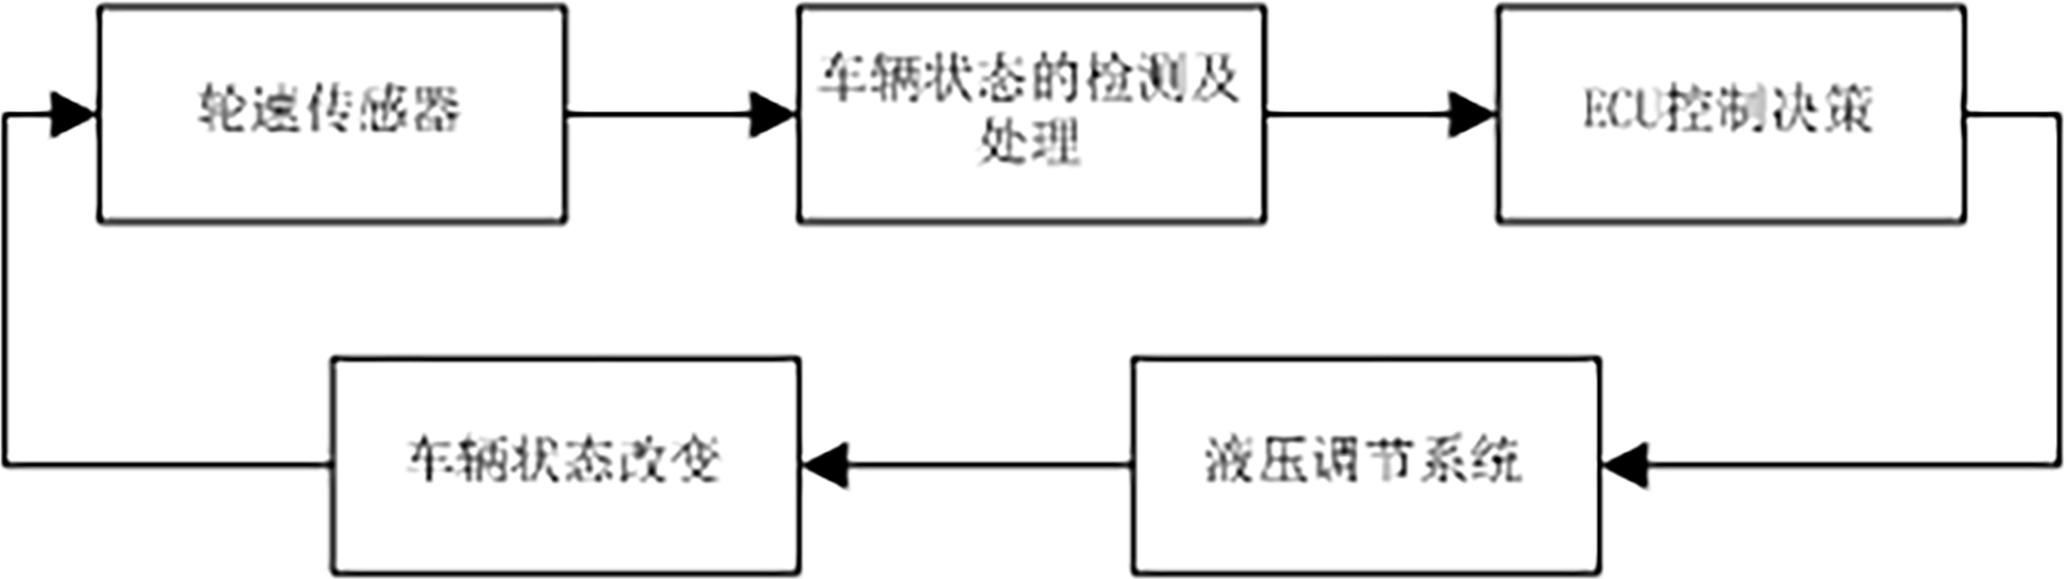 轮速传感器
车辆状态的检测及
处理
ECU控制决策
车辆状态改变
液压调节系统